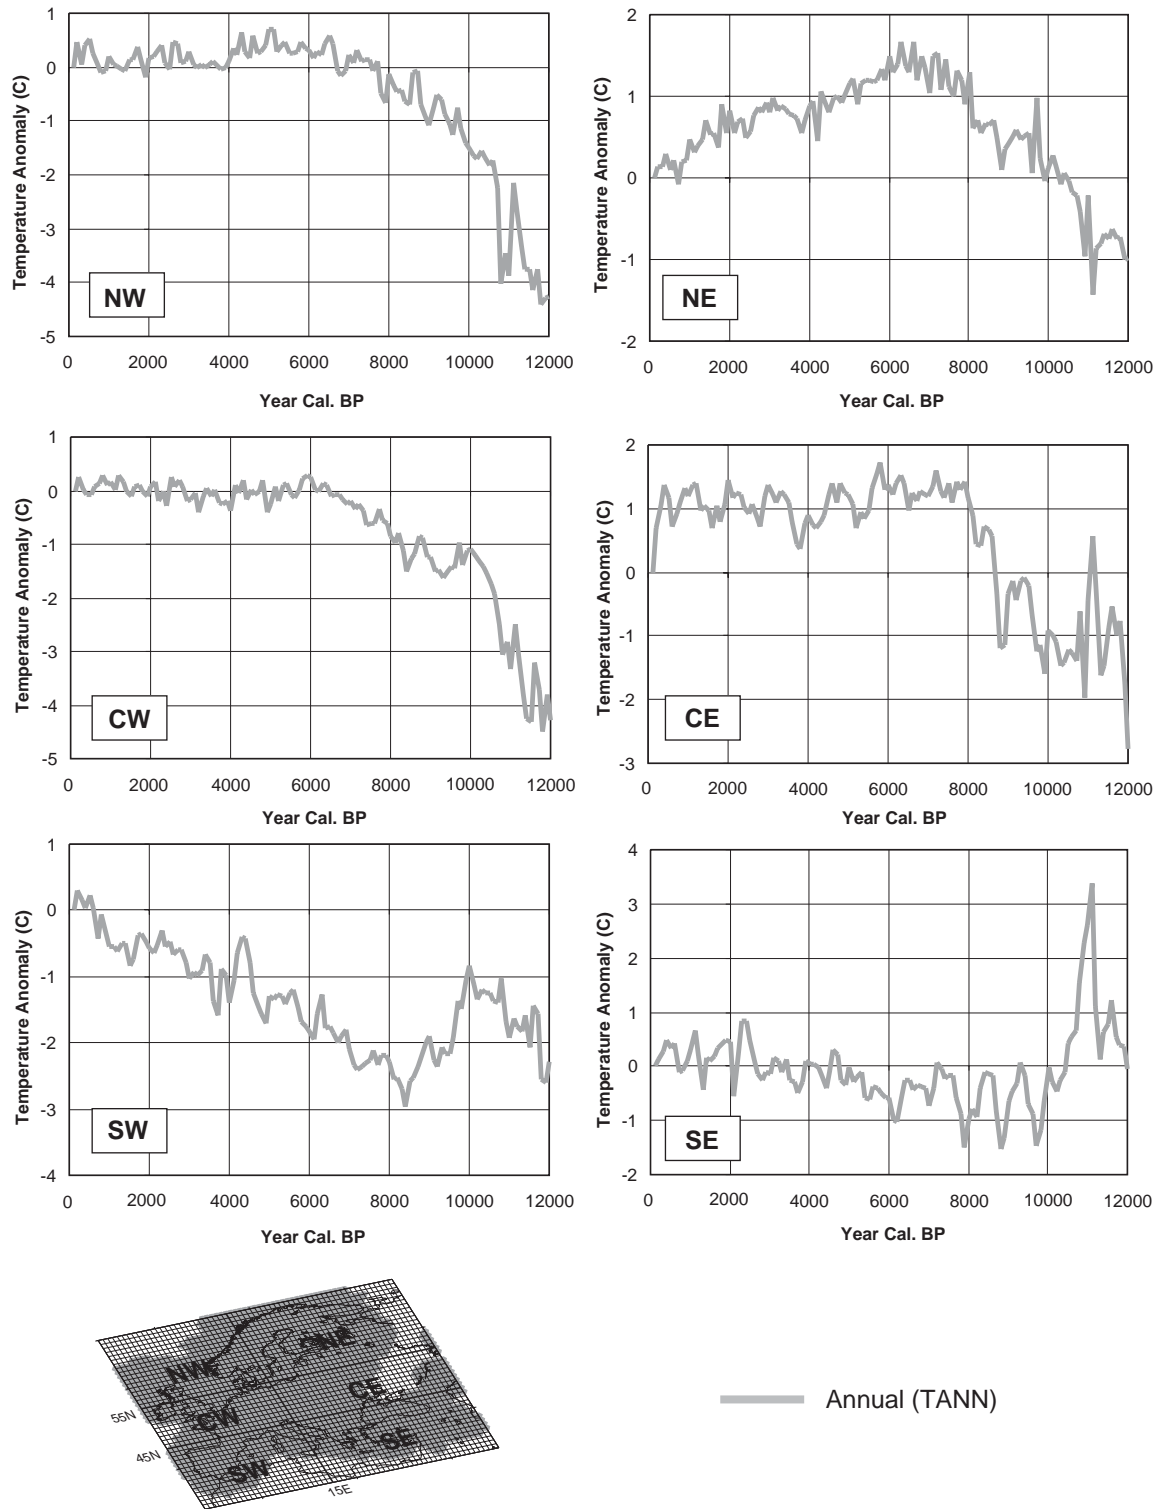 1
0
-1
-2
-3
-4
-5
Temperature Anomaly (C)
NW
0 2000 4000 6000 8000 10000 12000
Year Cal. BP
2
1
0
-1
-2
Temperature Anomaly (C)
NE
0 2000 4000 6000 8000 10000 12000
Year Cal. BP
1
0
-1
-2
-3
-4
-5
Temperature Anomaly (C)
CW
0 2000 4000 6000 8000 10000 12000
Year Cal. BP
2
1
0
-1
-2
-3
Temperature Anomaly (C)
CE
0 2000 4000 6000 8000 10000 12000
Year Cal. BP
1
0
-1
-2
-3
-4
Temperature Anomaly (C)
SW
0 2000 4000 6000 8000 10000 12000
Year Cal. BP
4
3
2
1
0
-1
-2
Temperature Anomaly (C)
SE
0 2000 4000 6000 8000 10000 12000
Year Cal. BP
NE
NW
CE
CW
SE
SW
55N
45N
15E
Annual (TANN)